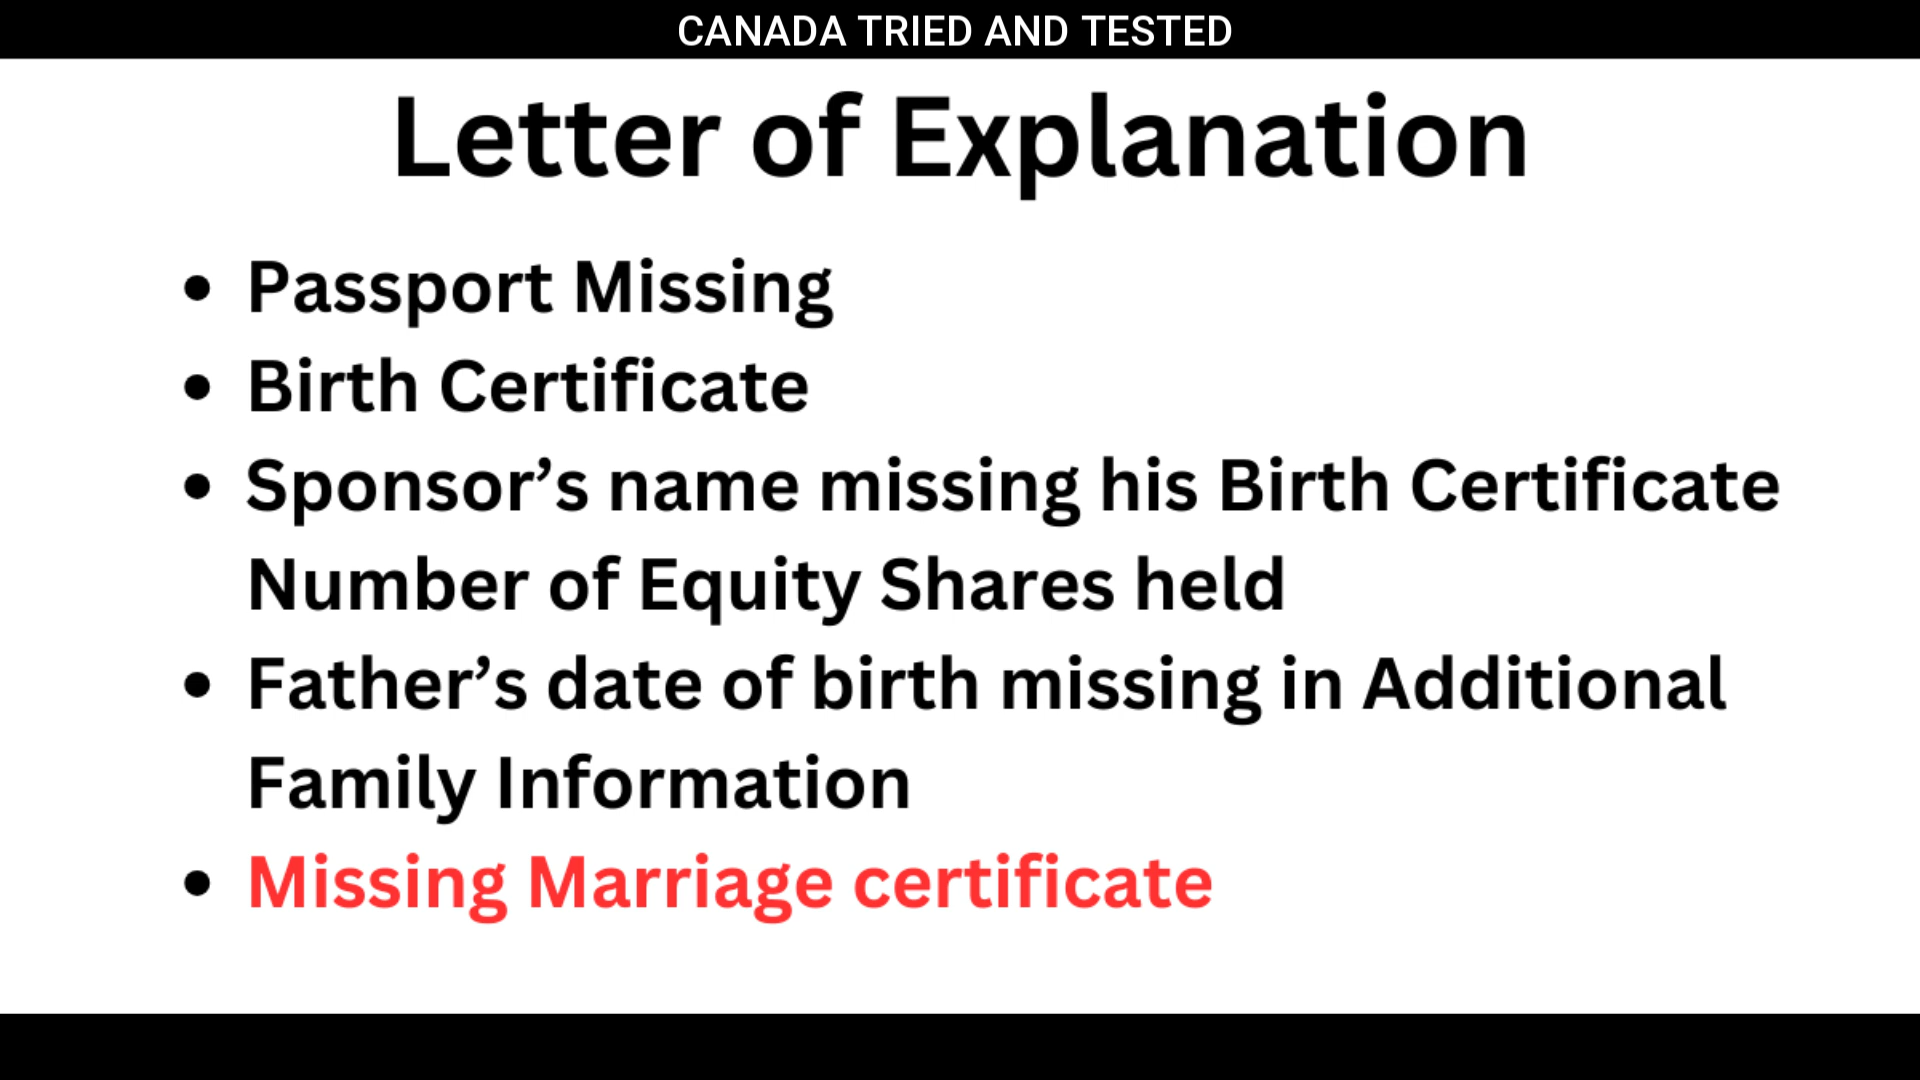 CANADA TRIED AND TESTED
Letter of Explanation
• Passport Missing
• Birth Certificate
• Sponsor’s name missing his Birth Certificate
Number of Equity Shares held
• Father’s date of birth missing in Additional
Family Information
• Missing Marriage certificate